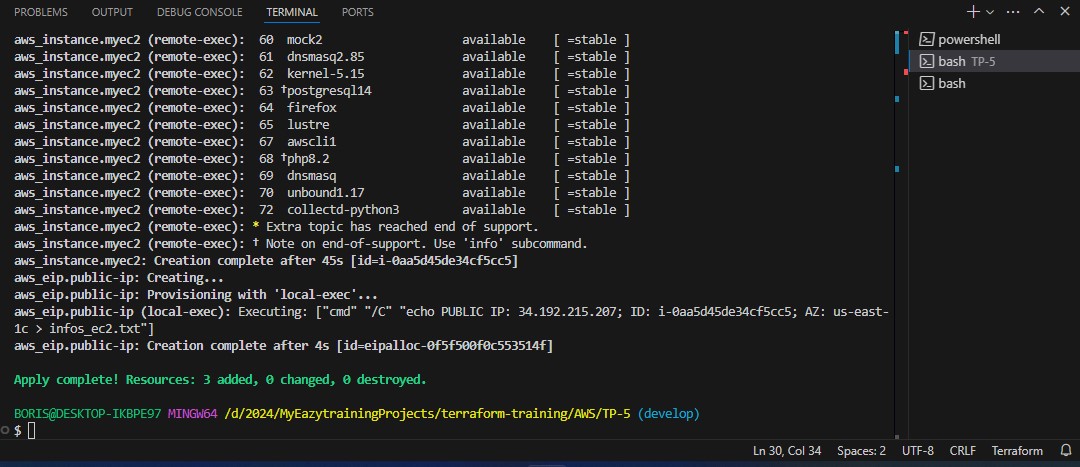 PROBLEMS OUTPUT DEBUG CONSOLE TERMINAL PORTS
aws_instance.myec2 (remote-exec):  60  mock2                    available    [ =stable ]
aws_instance.myec2 (remote-exec):  61  dnsmasq2.85              available    [ =stable ]
aws_instance.myec2 (remote-exec):  62  kernel-5.15              available    [ =stable ]
aws_instance.myec2 (remote-exec):  63 †postgresql14             available    [ =stable ]
aws_instance.myec2 (remote-exec):  64  firefox                  available    [ =stable ]
aws_instance.myec2 (remote-exec):  65  lustre                   available    [ =stable ]
aws_instance.myec2 (remote-exec):  67  awscli1                  available    [ =stable ]
aws_instance.myec2 (remote-exec):  68 †php8.2                   available    [ =stable ]
aws_instance.myec2 (remote-exec):  69  dnsmasq                  available    [ =stable ]
aws_instance.myec2 (remote-exec):  70  unbound1.17              available    [ =stable ]
aws_instance.myec2 (remote-exec):  72  collectd-python3         available    [ =stable ]
aws_instance.myec2 (remote-exec): * Extra topic has reached end of support.
aws_instance.myec2 (remote-exec): † Note on end-of-support. Use 'info' subcommand.
aws_instance.myec2: Creation complete after 45s [id=i-0aa5d45de34cf5cc5]
aws_eip.public-ip: Creating...
aws_eip.public-ip: Provisioning with 'local-exec'...
aws_eip.public-ip (local-exec): Executing: ["cmd" "/C" "echo PUBLIC IP: 34.192.215.207; ID: i-0aa5d45de34cf5cc5; AZ: us-east-
1c > infos_ec2.txt"]
aws_eip.public-ip: Creation complete after 4s [id=eipalloc-0f5f500f0c553514f]
Apply complete! Resources: 3 added, 0 changed, 0 destroyed.
BORIS@DESKTOP-IKBPE97 MINGW64 /d/2024/MyEazytrainingProjects/terraform-training/AWS/TP-5 (develop)
$
powershell
bash TP-5
bash
Ln 30, Col 34 Spaces: 2 UTF-8 CRLF Terraform